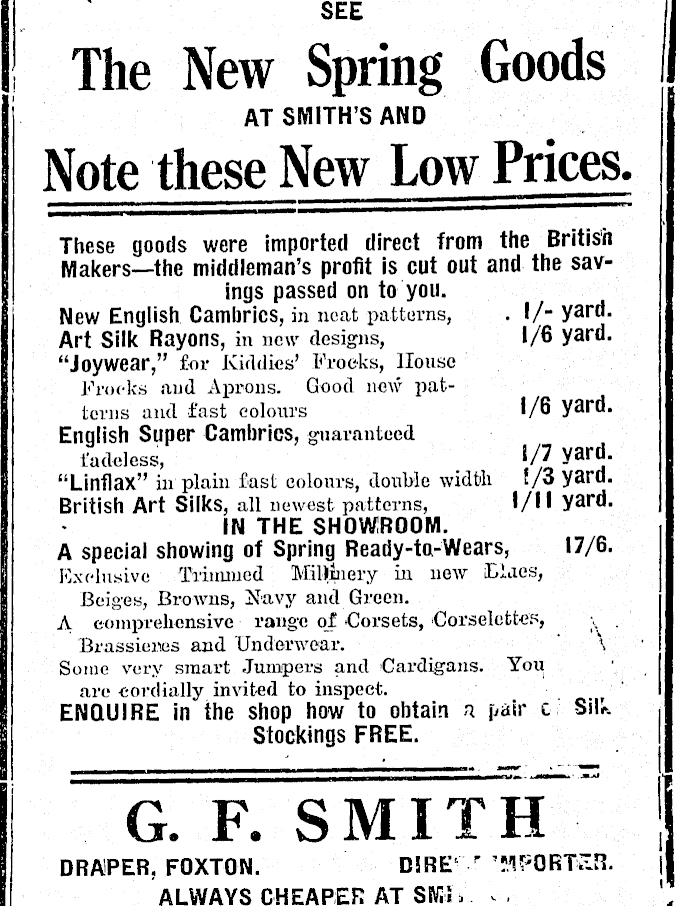 SEE
The New Spring Goods
AT SMITH'S AND
Note these New Low Prices.
These goods were imported direct from the British
Makers—the middleman's profit is cut out and the sav-
ings passed on to you.
New English Cambrics, in neat patterns, . 1/- yard.
Art Silk Rayons, in new designs, 1/6 yard.
"Joywear," for Kiddies' Frocks, House
Frocks and Aprons. Good new pat-
terns and fast colours 1/6 yard.
English Super Cambrics, guaranteed
fadeless, 1/7 yard.
"Linflax" in plain fast colours, double width 1/3 yard.
British Art Silks, all newest patterns, 1/11 yard.
IN THE SHOWROOM.
A special showing of Spring Ready-to-Wears, 17/6.
Exclusive Trimmed Millinery in new Blues,
Beiges, Browns, Navy and Green.
A comprehensive range of Corsets, Corselettes,
Brassieres and Underwear.
Some very smart Jumpers and Cardigans. You
are cordially invited to inspect.
ENQUIRE in the shop how to obtain a pair of Silk
Stockings FREE.
G. F. SMITH
DRAPER, FOXTON. DIRECT IMPORTER.
ALWAYS CHEAPER AT